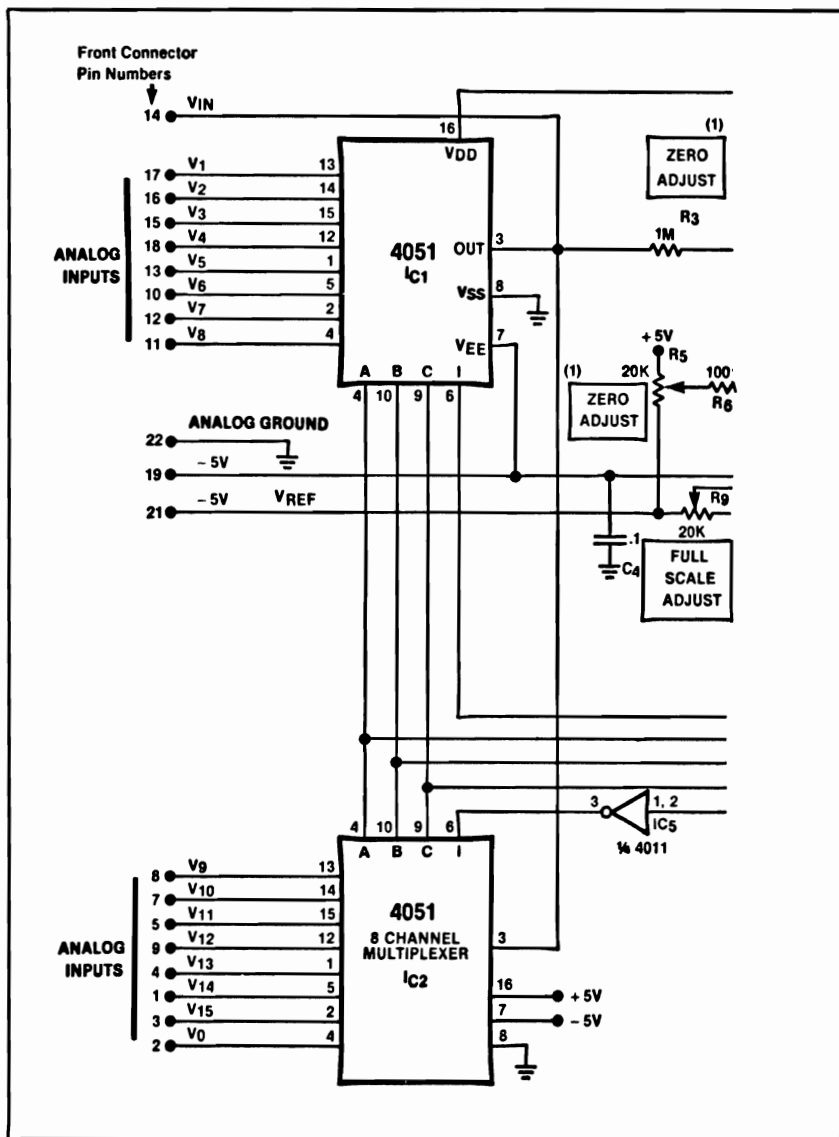 Front Connector
Pin Numbers
14 VIN
16
VDD
(1)
ZERO
ADJUST
17 V1 13
16 V2 14
15 V3 15
18 V4 12
13 V5 1
10 V6 5
12 V7 2
11 V8 4
ANALOG
INPUTS
4051
IC1
OUT 3
VSS 8
VEE 7
R3
1M
+5V
R5
20K
(1)
ZERO
ADJUST
100
R6
A B C I
4 10 9 6
22 ANALOG GROUND
19 -5V
21 -5V VREF
R9
20K
.1
C4
FULL
SCALE
ADJUST
3 1, 2
IC5
¼ 4011
4 10 9 6
A B C I
8 V9 13
7 V10 14
5 V11 15
9 V12 12
4 V13 1
1 V14 5
3 V15 2
2 V0 4
ANALOG
INPUTS
4051
8 CHANNEL
MULTIPLEXER
IC2
3
16 +5V
7 -5V
8